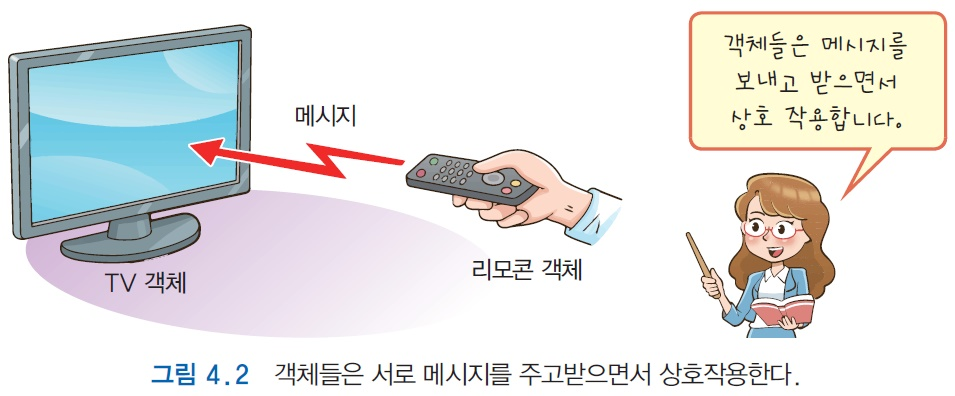 객체들은 메시지를
보내고 받으면서
상호 작용합니다.
메시지
리모콘 객체
TV 객체
그림 4.2 객체들은 서로 메시지를 주고받으면서 상호작용한다.